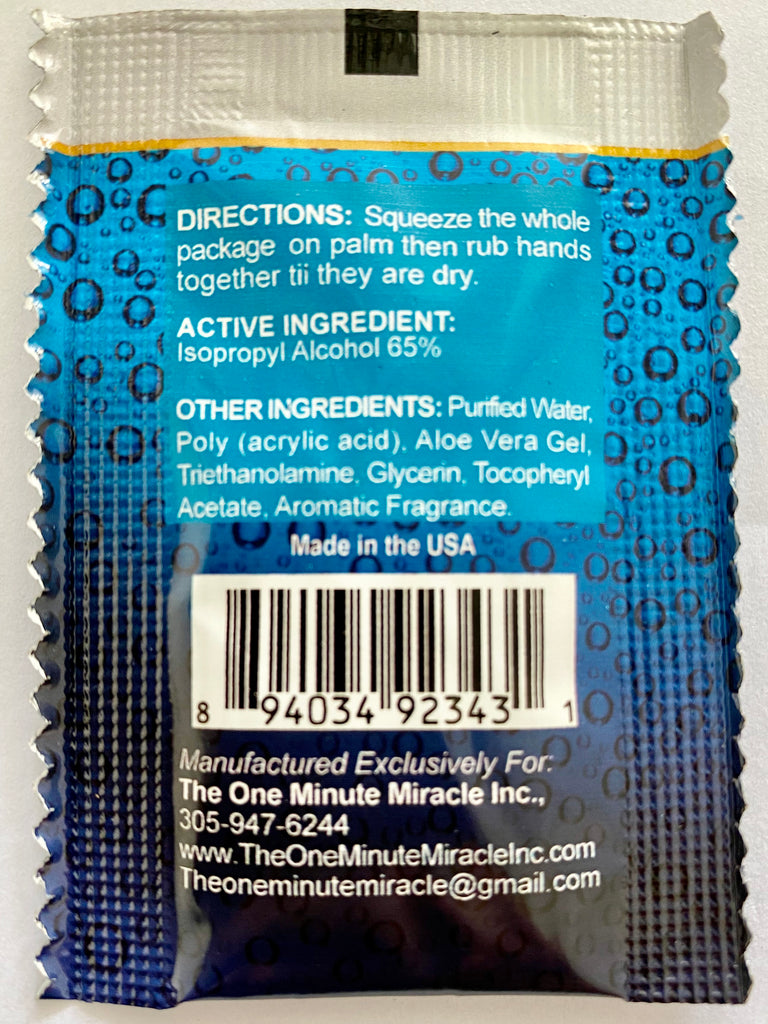 DIRECTIONS: Squeeze the whole
package on palm then rub hands
together tii they are dry.
ACTIVE INGREDIENT:
Isopropyl Alcohol 65%
OTHER INGREDIENTS: Purified Water,
Poly (acrylic acid), Aloe Vera Gel,
Triethanolamine, Glycerin, Tocopheryl
Acetate, Aromatic Fragrance.
Made in the USA
8 94034 92343 1
Manufactured Exclusively For:
The One Minute Miracle Inc.,
305-947-6244
www.TheOneMinuteMiracleInc.com
Theoneminutemiracle@gmail.com